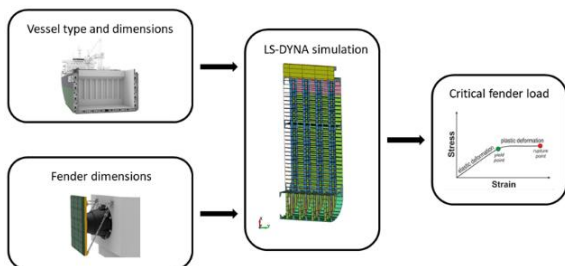 Vessel type and dimensions
LS-DYNA simulation
Critical fender load
Fender dimensions
Stress
elastic deformation
plastic deformation
yield
point
rupture
point
Strain